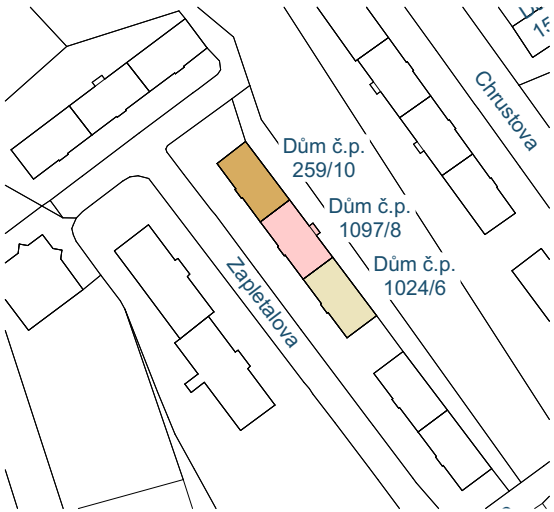 Dům č.p.
259/10
Dům č.p.
1097/8
Dům č.p.
1024/6
Zapletalova
Chrustova